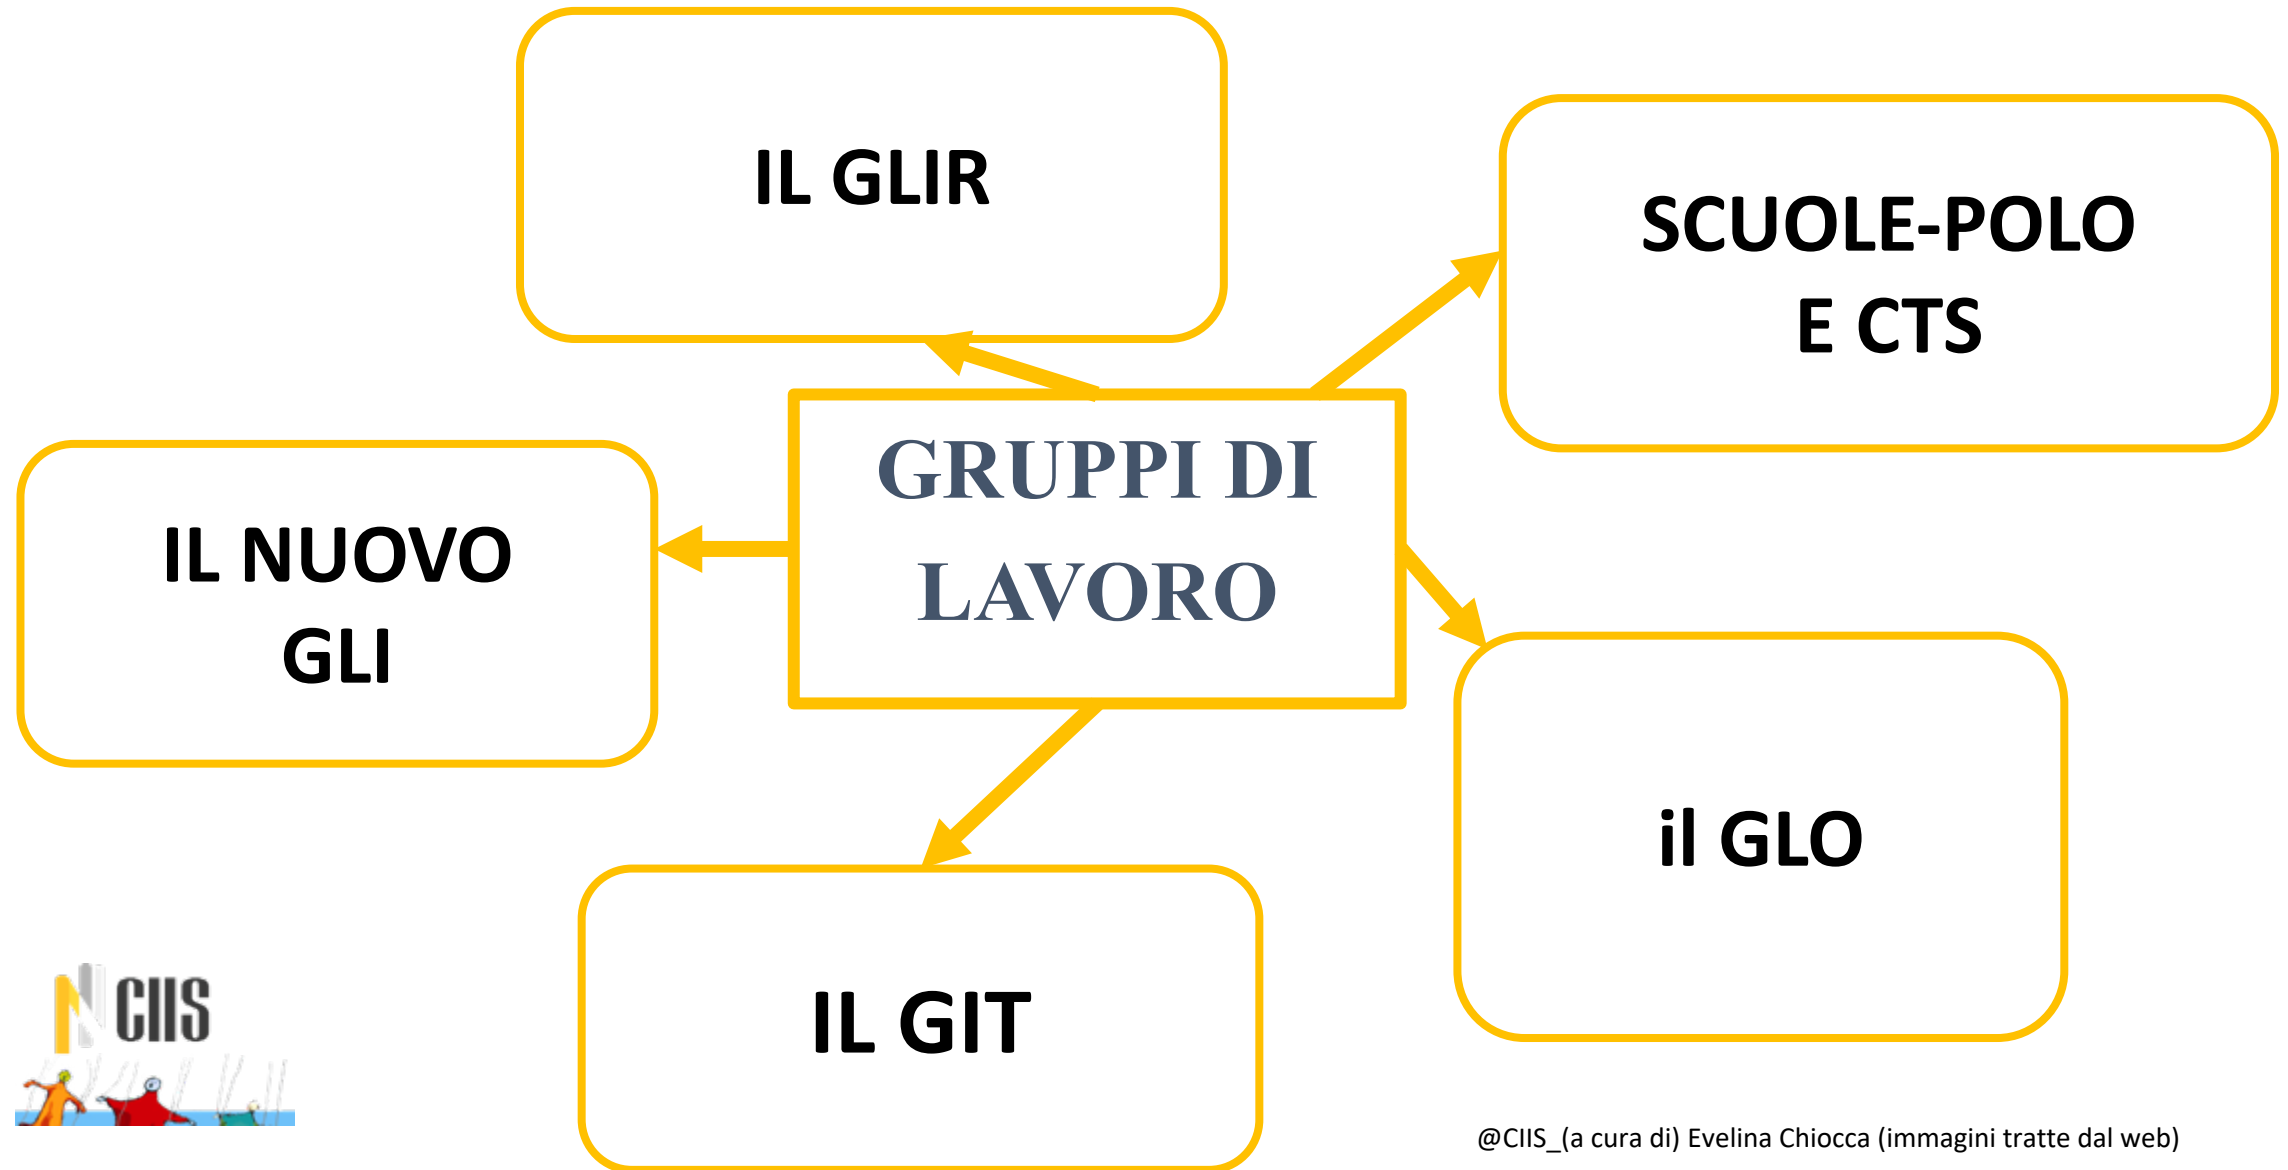 IL GLIR
SCUOLE-POLO
E CTS
GRUPPI DI
LAVORO
IL NUOVO
GLI
il GLO
IL GIT
CIIS
@CIIS_(a cura di) Evelina Chiocca (immagini tratte dal web)